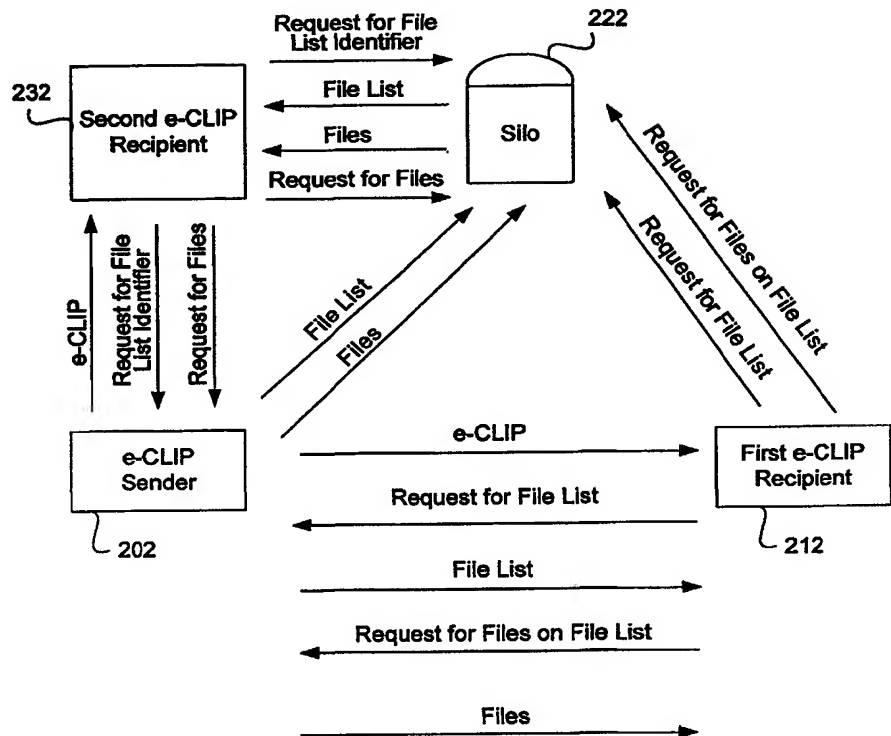 Request for File
List Identifier
222
File List
232
Second e-CLIP
Recipient
Silo
Files
Request for Files
Request for Files on File List
Request for File List
e-CLIP
Request for File
List Identifier
Request for Files
File List
Files
e-CLIP
Sender
e-CLIP
First e-CLIP
Recipient
Request for File List
202
212
File List
Request for Files on File List
Files